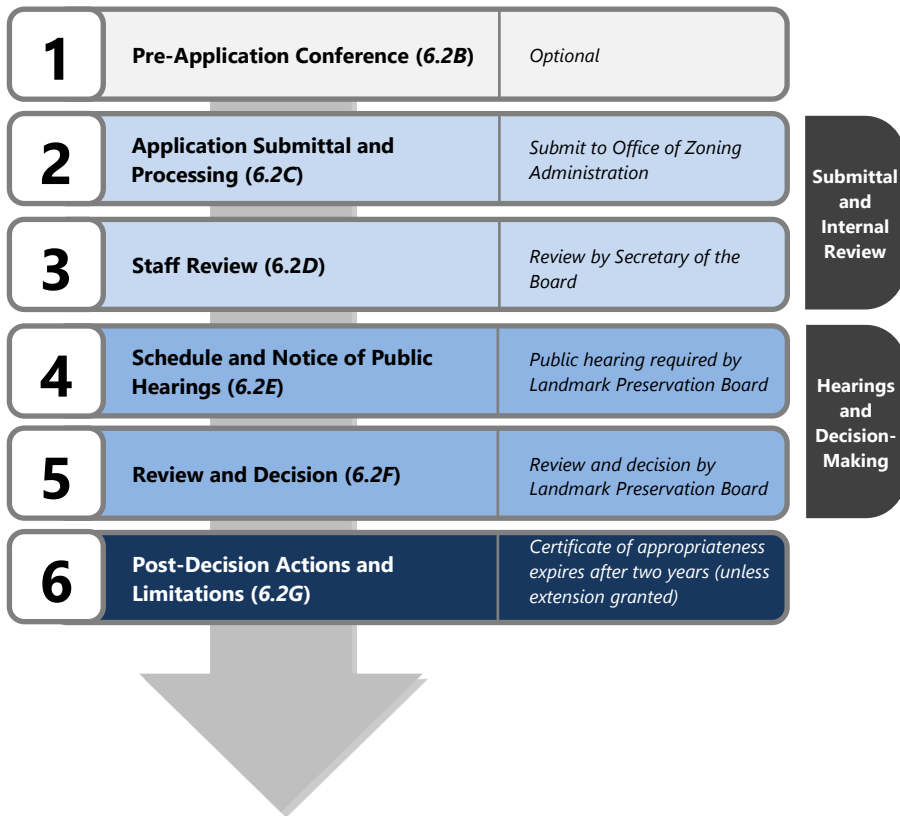 1
Pre-Application Conference (6.2B)
Optional
2
Application Submittal and
Processing (6.2C)
Submit to Office of Zoning
Administration
3
Staff Review (6.2D)
Review by Secretary of the
Board
Submittal
and
Internal
Review
4
Schedule and Notice of Public
Hearings (6.2E)
Public hearing required by
Landmark Preservation Board
5
Review and Decision (6.2F)
Review and decision by
Landmark Preservation Board
Hearings
and
Decision-
Making
6
Post-Decision Actions and
Limitations (6.2G)
Certificate of appropriateness
expires after two years (unless
extension granted)